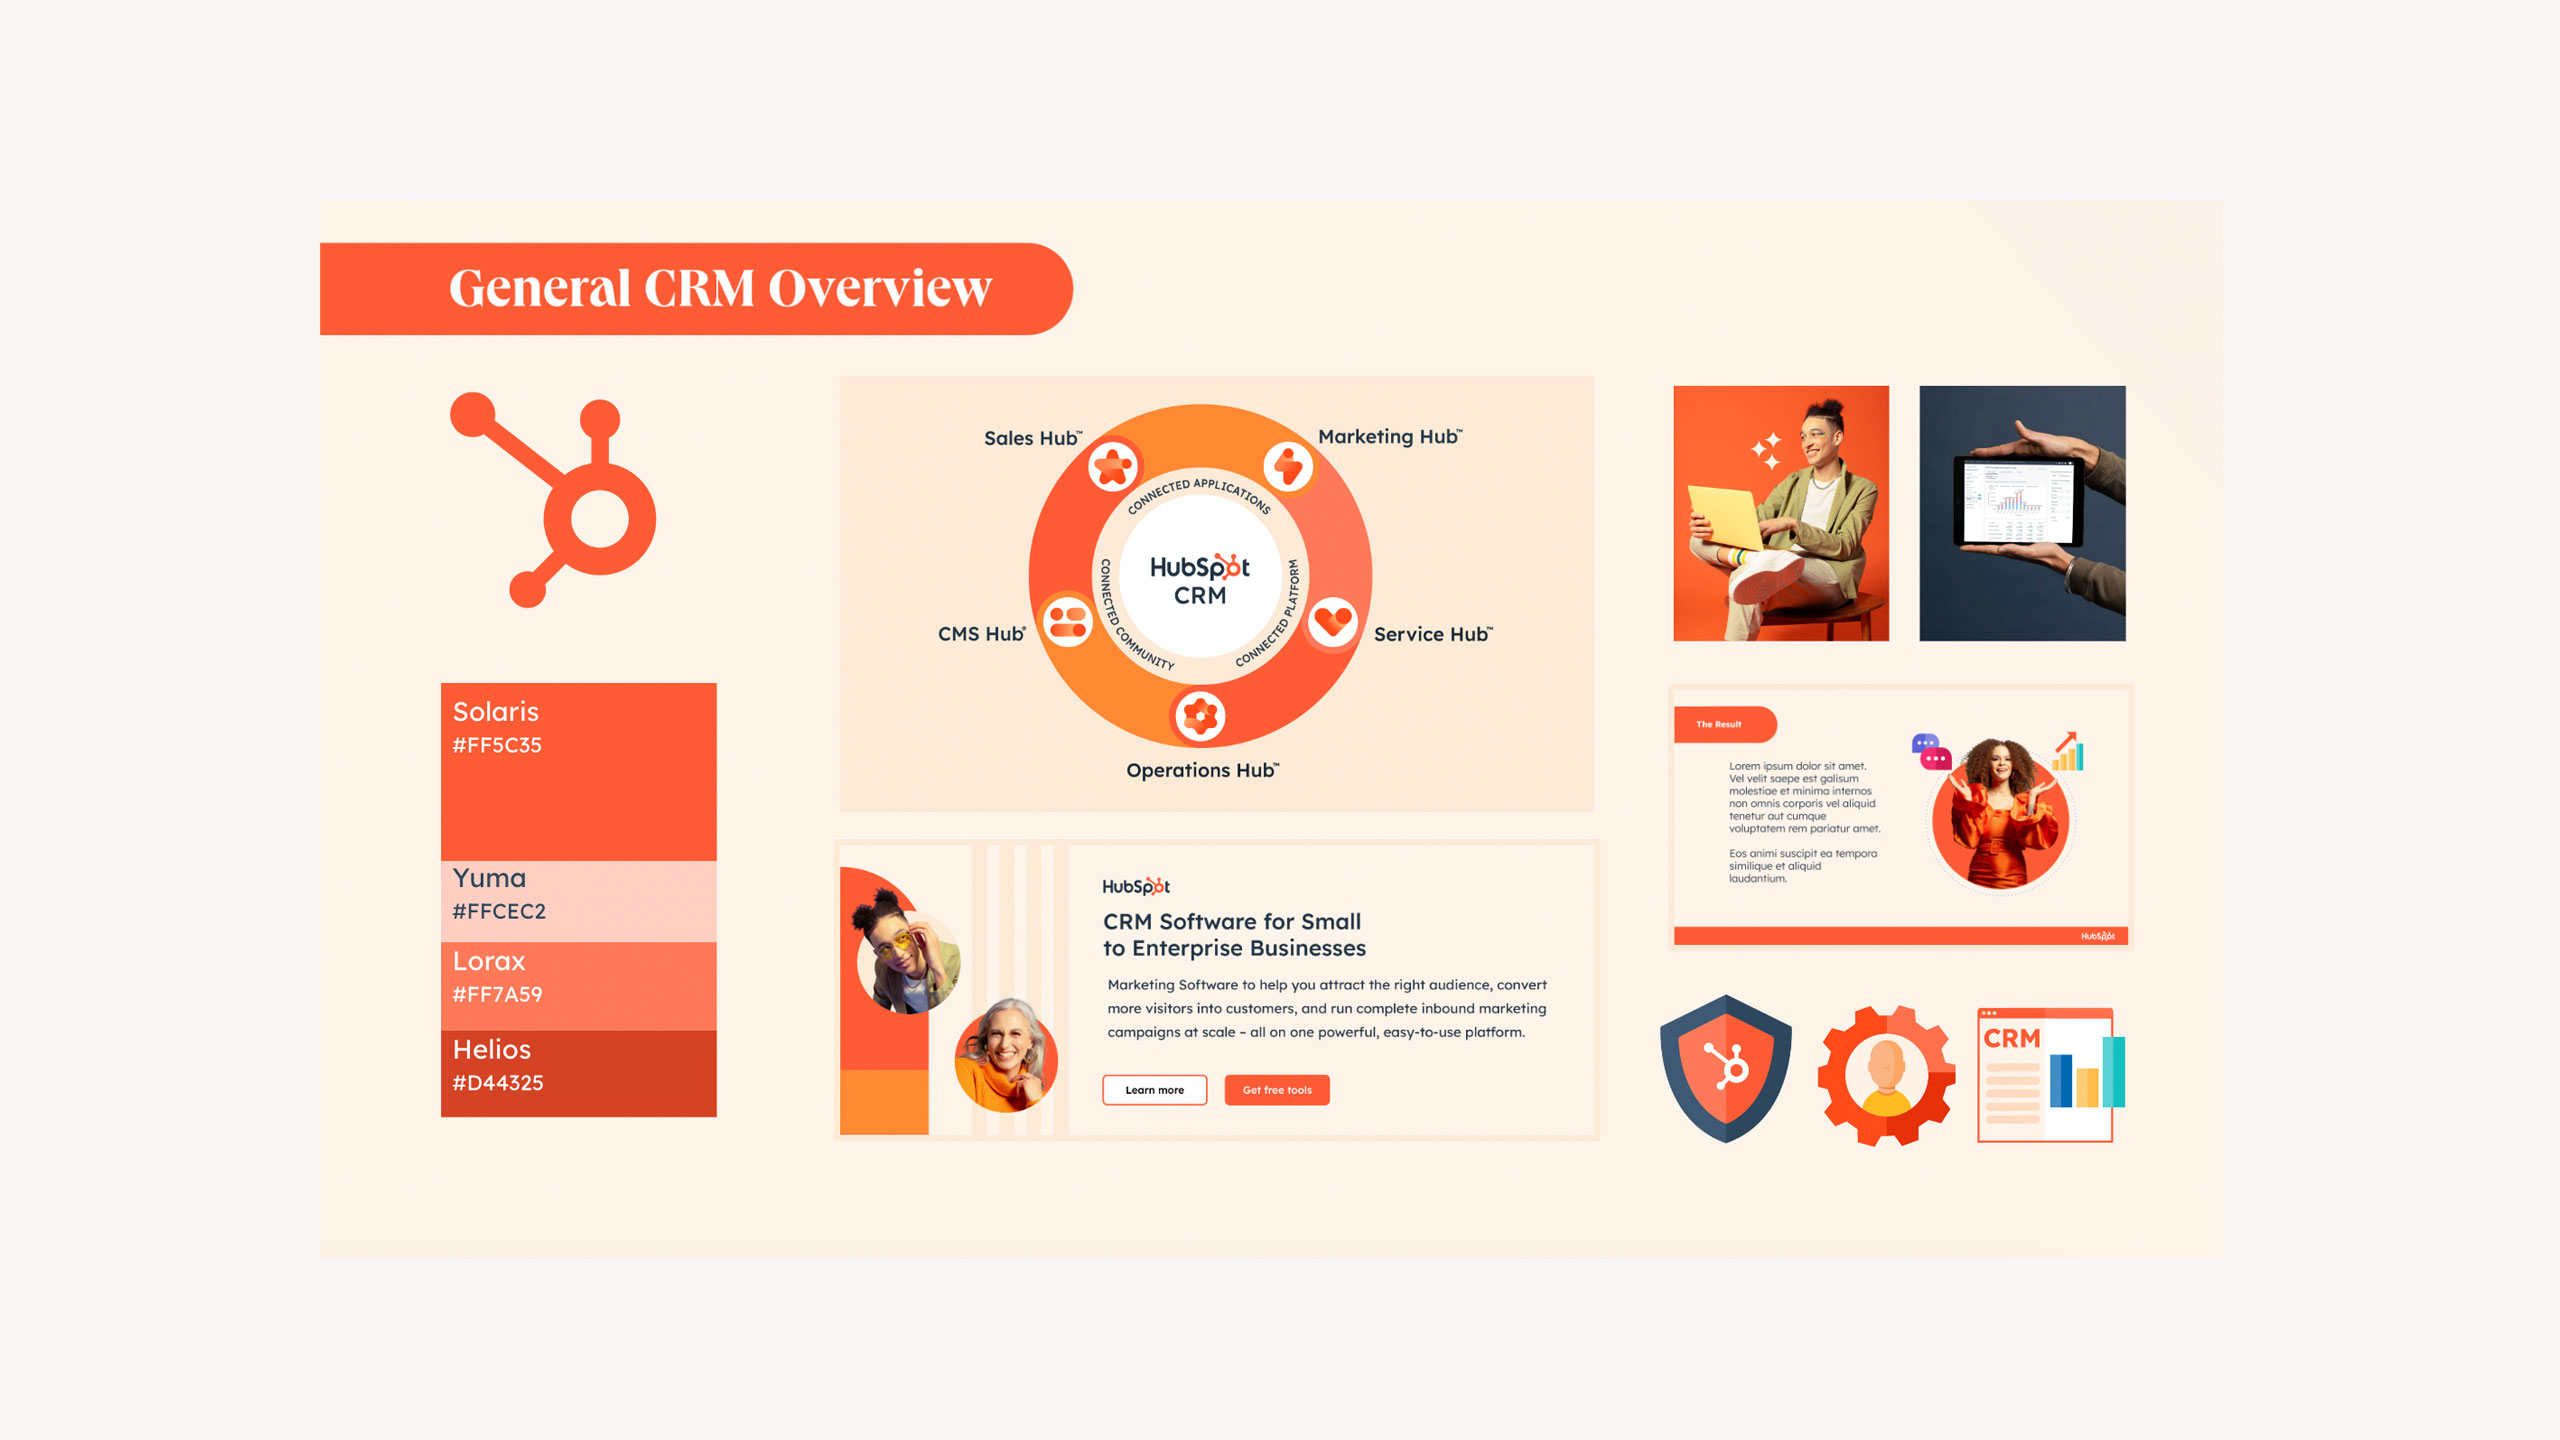 General CRM Overview
Solaris
#FF5C35
Yuma
#FFCEC2
Lorax
#FF7A59
Helios
#D44325
Sales Hub™
Marketing Hub™
CMS Hub®
Service Hub™
Operations Hub™
CONNECTED APPLICATIONS
CONNECTED COMMUNITY
CONNECTED PLATFORM
HubSpot
CRM
HubSpot
CRM Software for Small
to Enterprise Businesses
Marketing Software to help you attract the right audience, convert
more visitors into customers, and run complete inbound marketing
campaigns at scale – all on one powerful, easy-to-use platform.
Learn more
Get free tools
The Result
Lorem ipsum dolor sit amet.
Vel velit saepe est galisum
molestiae et minima internos
non omnis corporis vel aliquid
tenetur aut cumque
voluptatem rem pariatur amet.
Eos animi suscipit ea tempora
similique et aliquid
laudantium.
HubSpot
CRM